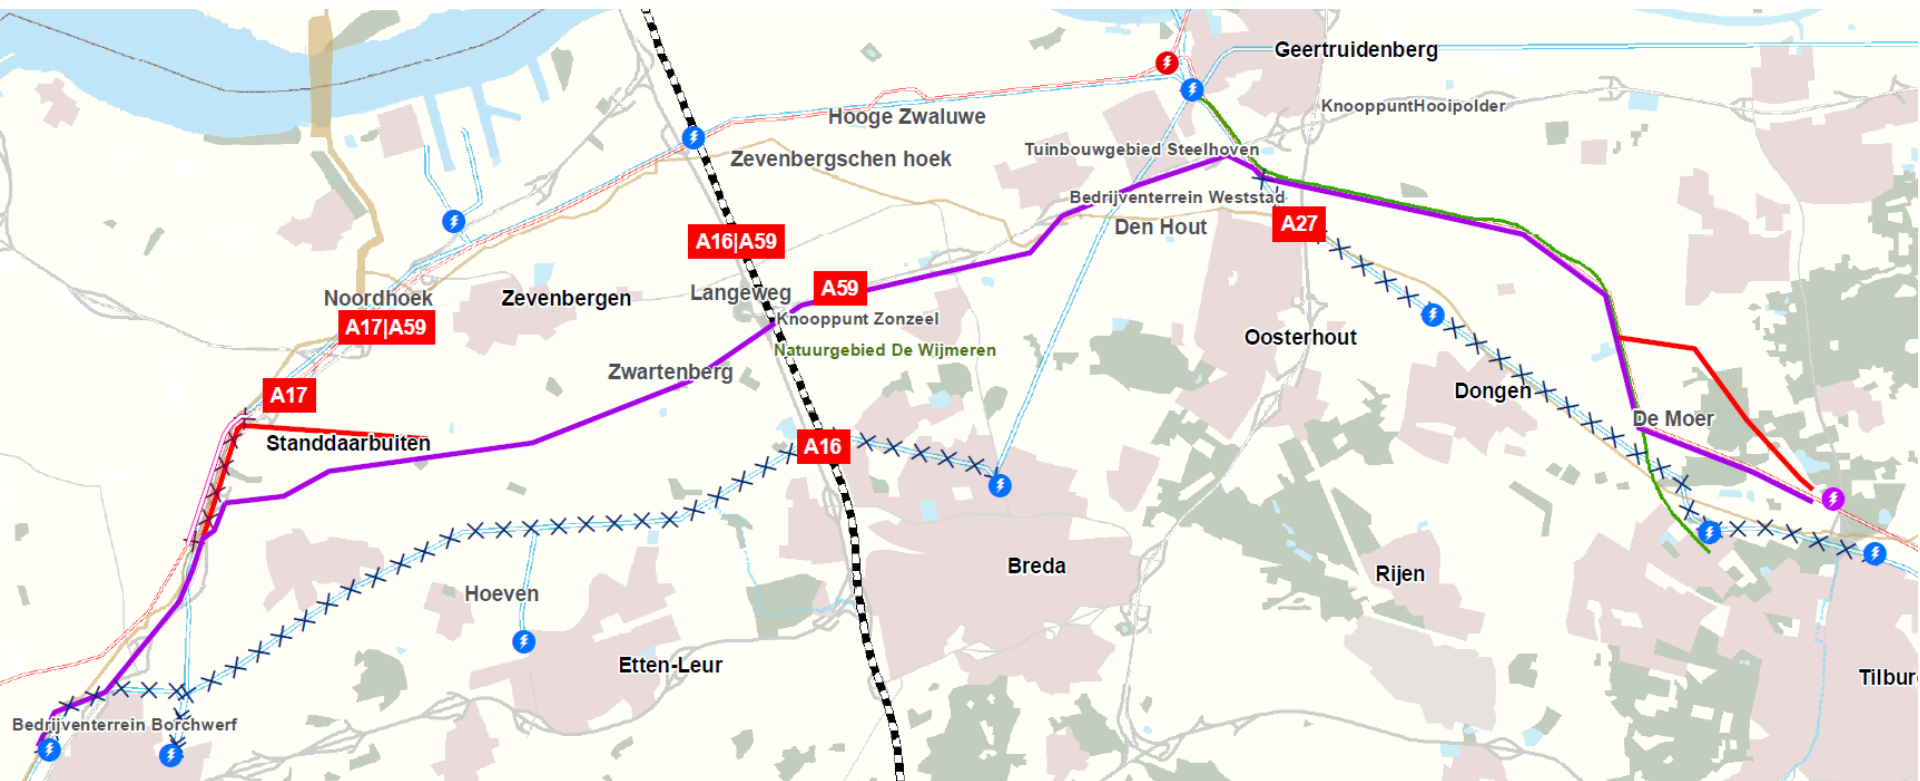 Geertruidenberg
KnooppuntHooipolder
Hooge Zwaluwe
Tuinbouwgebied Steelhoven
Zevenbergschen hoek
Bedrijventerrein Weststad
Den Hout
A27
A16|A59
A59
Langeweg
Noordhoek
Zevenbergen
Knooppunt Zonzeel
A17|A59
Oosterhout
Natuurgebied De Wijmeren
Zwartenberg
A17
Dongen
De Moer
Standdaarbuiten
A16
Breda
Rijen
Hoeven
Etten-Leur
Tilbur
Bedrijventerrein Borchwerf